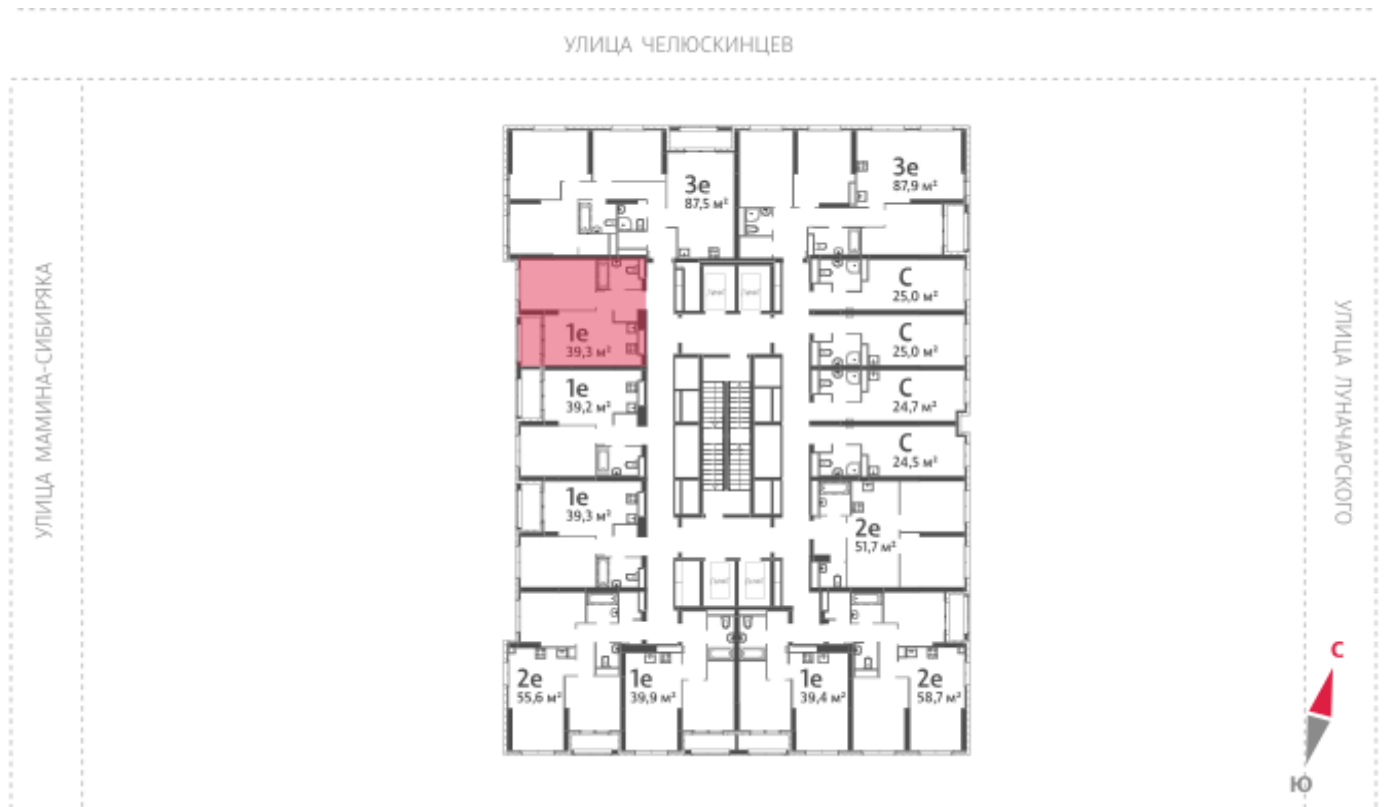 УЛИЦА ЧЕЛЮСКИНЦЕВ
УЛИЦА МАМИНА-СИБИРЯКА
УЛИЦА ЛУНАЧАРСКОГО
3е
87,5 м²
3е
87,9 м²
С
25,0 м²
1е
39,3 м²
С
25,0 м²
1е
39,2 м²
С
24,7 м²
С
24,5 м²
1е
39,3 м²
2е
51,7 м²
2е
55,6 м²
1е
39,9 м²
1е
39,4 м²
2е
58,7 м²
С
Ю